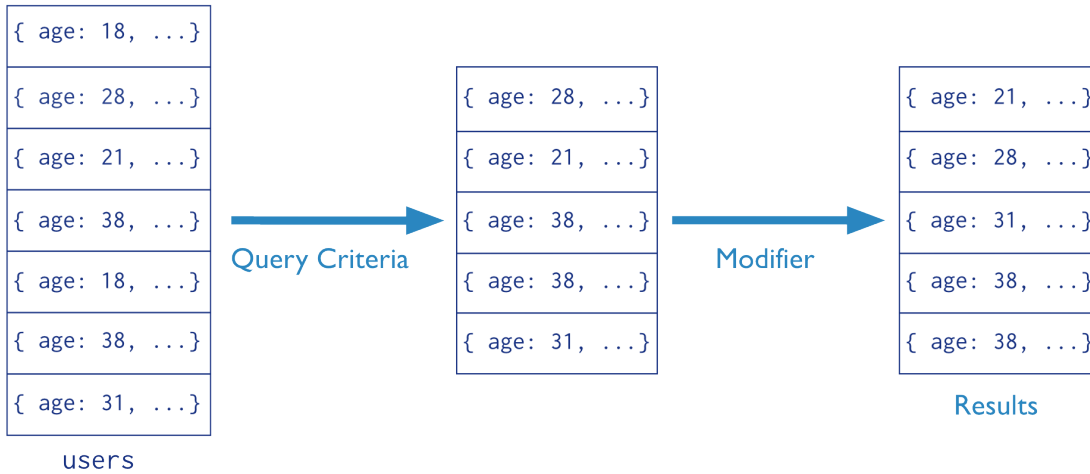 { age: 18, ...}
{ age: 28, ...}
{ age: 21, ...}
{ age: 38, ...}
{ age: 18, ...}
{ age: 38, ...}
{ age: 31, ...}
users
Query Criteria
{ age: 28, ...}
{ age: 21, ...}
{ age: 38, ...}
{ age: 38, ...}
{ age: 31, ...}
Modifier
{ age: 21, ...}
{ age: 28, ...}
{ age: 31, ...}
{ age: 38, ...}
{ age: 38, ...}
Results